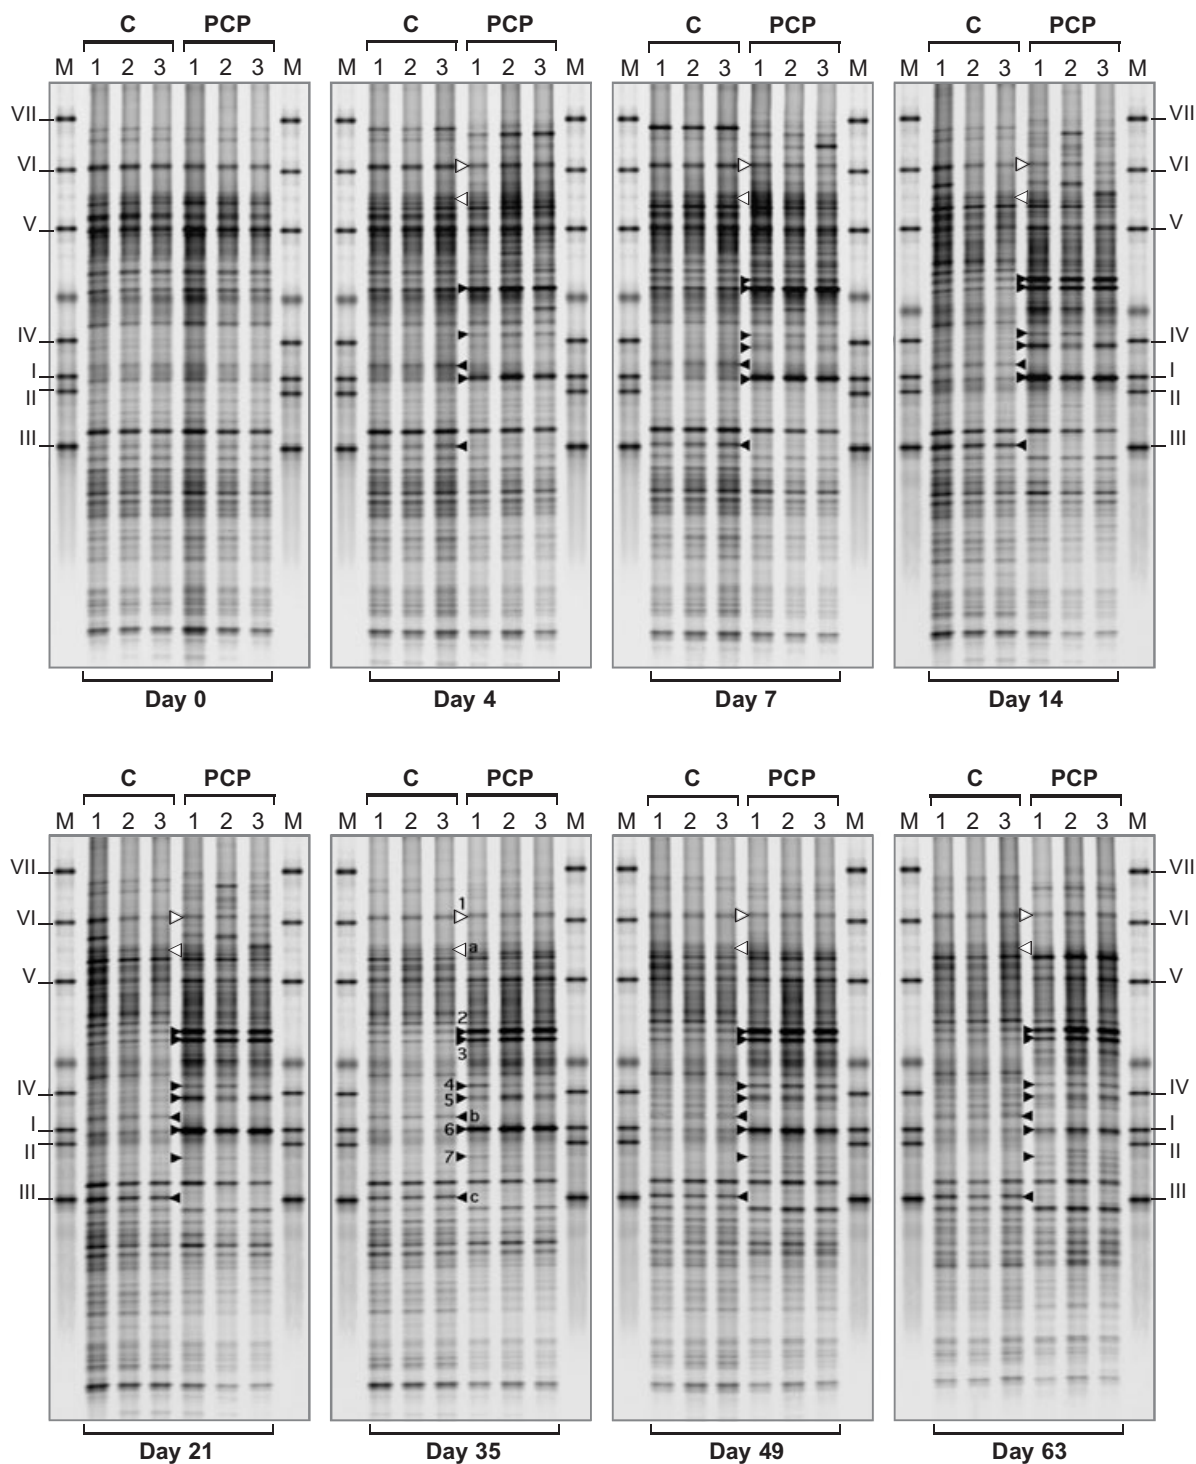 C PCP C PCP C PCP C PCP
M 1 2 3 1 2 3 M M 1 2 3 1 2 3 M M 1 2 3 1 2 3 M M 1 2 3 1 2 3 M
VII VII
VI VI
V V
IV IV
I I
II II
III III
Day 0 Day 4 Day 7 Day 14
C PCP C PCP C PCP C PCP
M 1 2 3 1 2 3 M M 1 2 3 1 2 3 M M 1 2 3 1 2 3 M M 1 2 3 1 2 3 M
VII VII
1
VI VI
a
V V
2
3
IV 4 IV
5
b
I 6 I
II 7 II
III c III
Day 21 Day 35 Day 49 Day 63